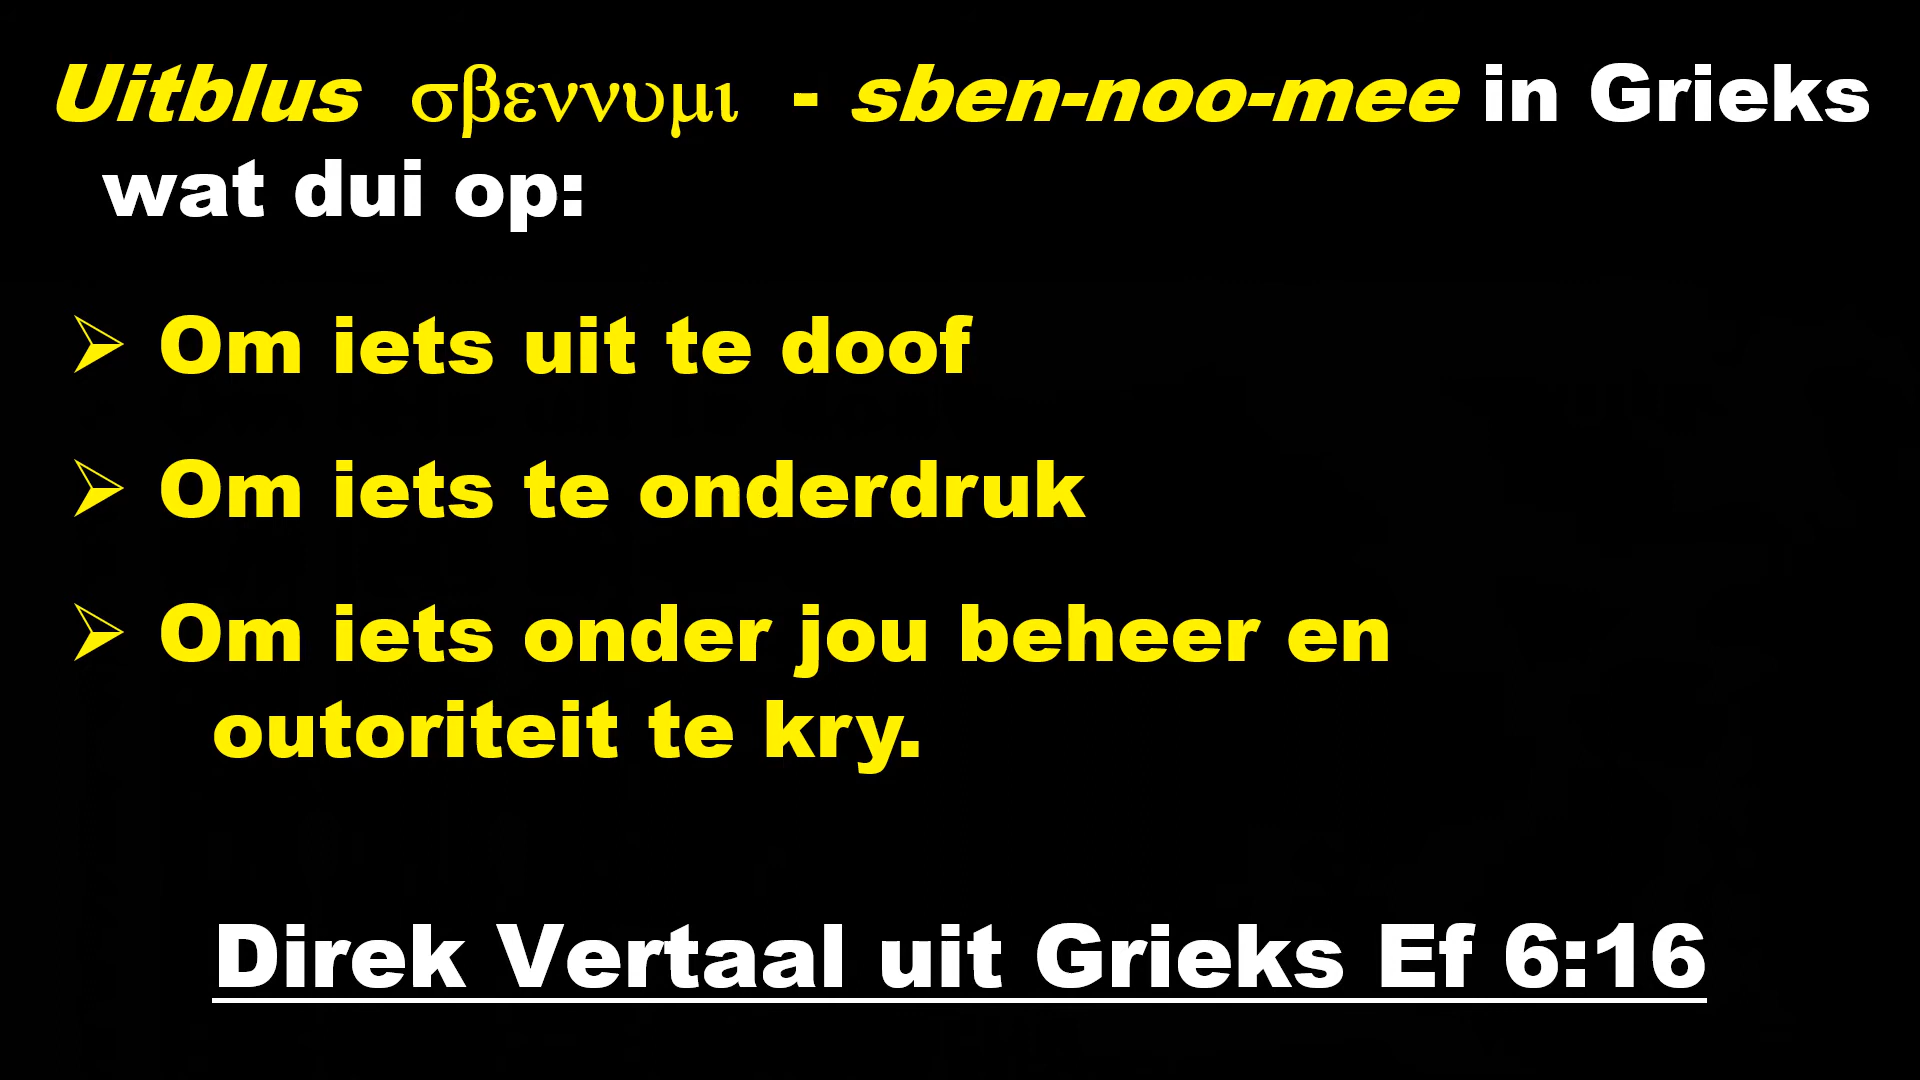 Uitblus σβεννυμι - sben-noo-mee in Grieks
wat dui op:
➢ Om iets uit te doof
➢ Om iets te onderdruk
➢ Om iets onder jou beheer en
outoriteit te kry.
Direk Vertaal uit Grieks Ef 6:16